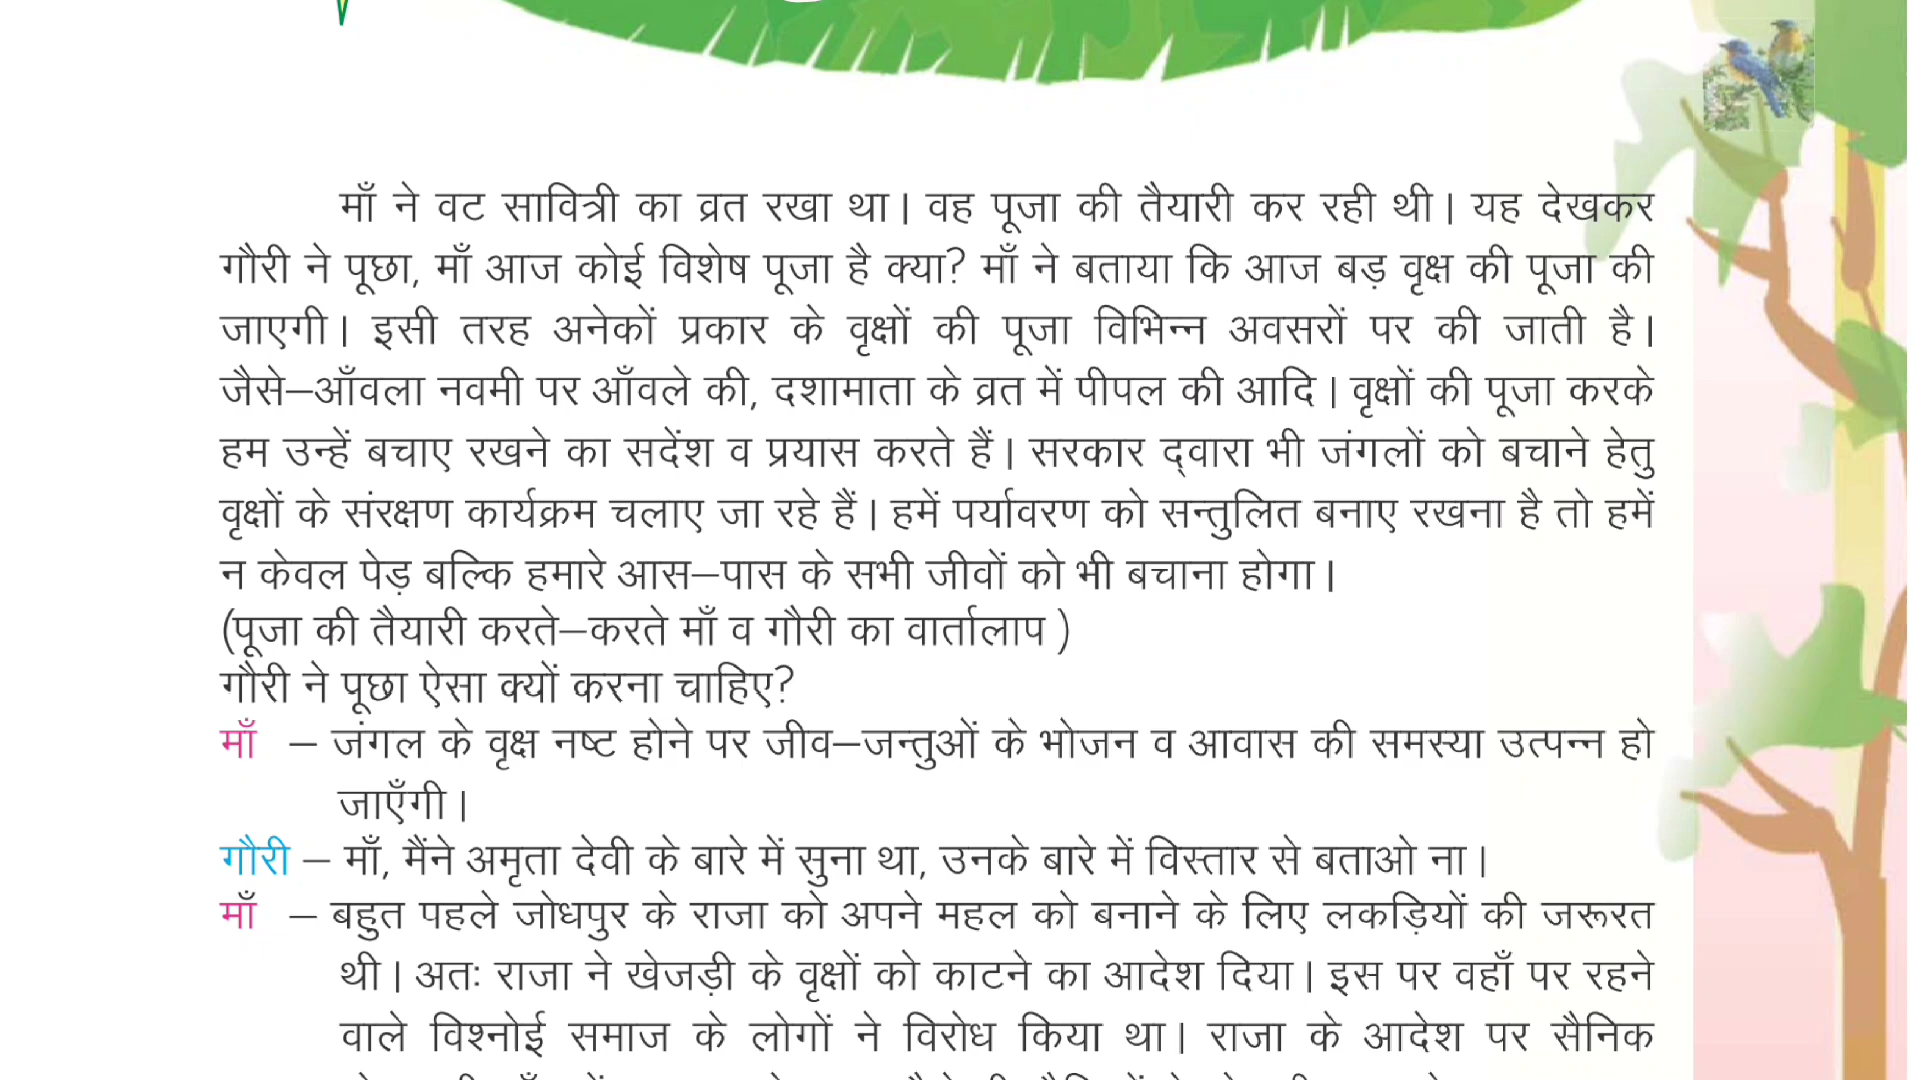 माँ ने वट सावित्री का व्रत रखा था। वह पूजा की तैयारी कर रही थी। यह देखकर
गौरी ने पूछा, माँ आज कोई विशेष पूजा है क्या? माँ ने बताया कि आज बड़ वृक्ष की पूजा की
जाएगी। इसी तरह अनेकों प्रकार के वृक्षों की पूजा विभिन्न अवसरों पर की जाती है।
जैसे–आँवला नवमी पर आँवले की, दशामाता के व्रत में पीपल की आदि। वृक्षों की पूजा करके
हम उन्हें बचाए रखने का सदेंश व प्रयास करते हैं। सरकार द्‌वारा भी जंगलों को बचाने हेतु
वृक्षों के संरक्षण कार्यक्रम चलाए जा रहे हैं। हमें पर्यावरण को सन्तुलित बनाए रखना है तो हमें
न केवल पेड़ बल्कि हमारे आस–पास के सभी जीवों को भी बचाना होगा।
(पूजा की तैयारी करते–करते माँ व गौरी का वार्तालाप )
गौरी ने पूछा ऐसा क्यों करना चाहिए?
माँ – जंगल के वृक्ष नष्ट होने पर जीव–जन्तुओं के भोजन व आवास की समस्या उत्पन्न हो
जाएँगी।
गौरी – माँ, मैंने अमृता देवी के बारे में सुना था, उनके बारे में विस्तार से बताओ ना।
माँ – बहुत पहले जोधपुर के राजा को अपने महल को बनाने के लिए लकड़ियों की जरूरत
थी। अतः राजा ने खेजड़ी के वृक्षों को काटने का आदेश दिया। इस पर वहाँ पर रहने
वाले विश्नोई समाज के लोगों ने विरोध किया था। राजा के आदेश पर सैनिक